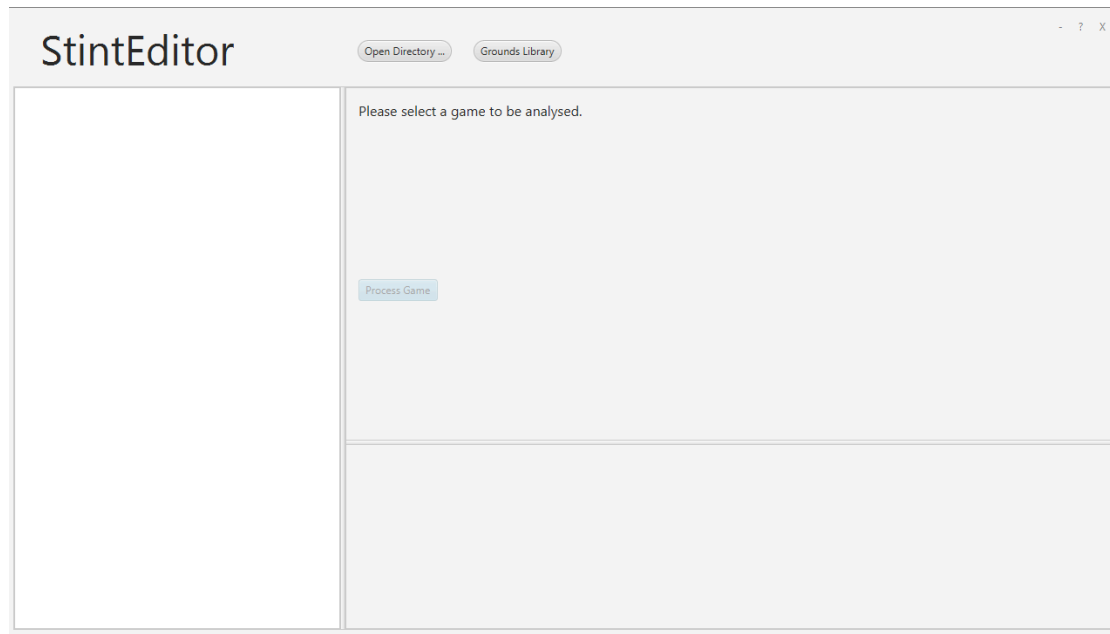 StintEditor
Open Directory ...
Grounds Library
- ? X
Please select a game to be analysed.
Process Game